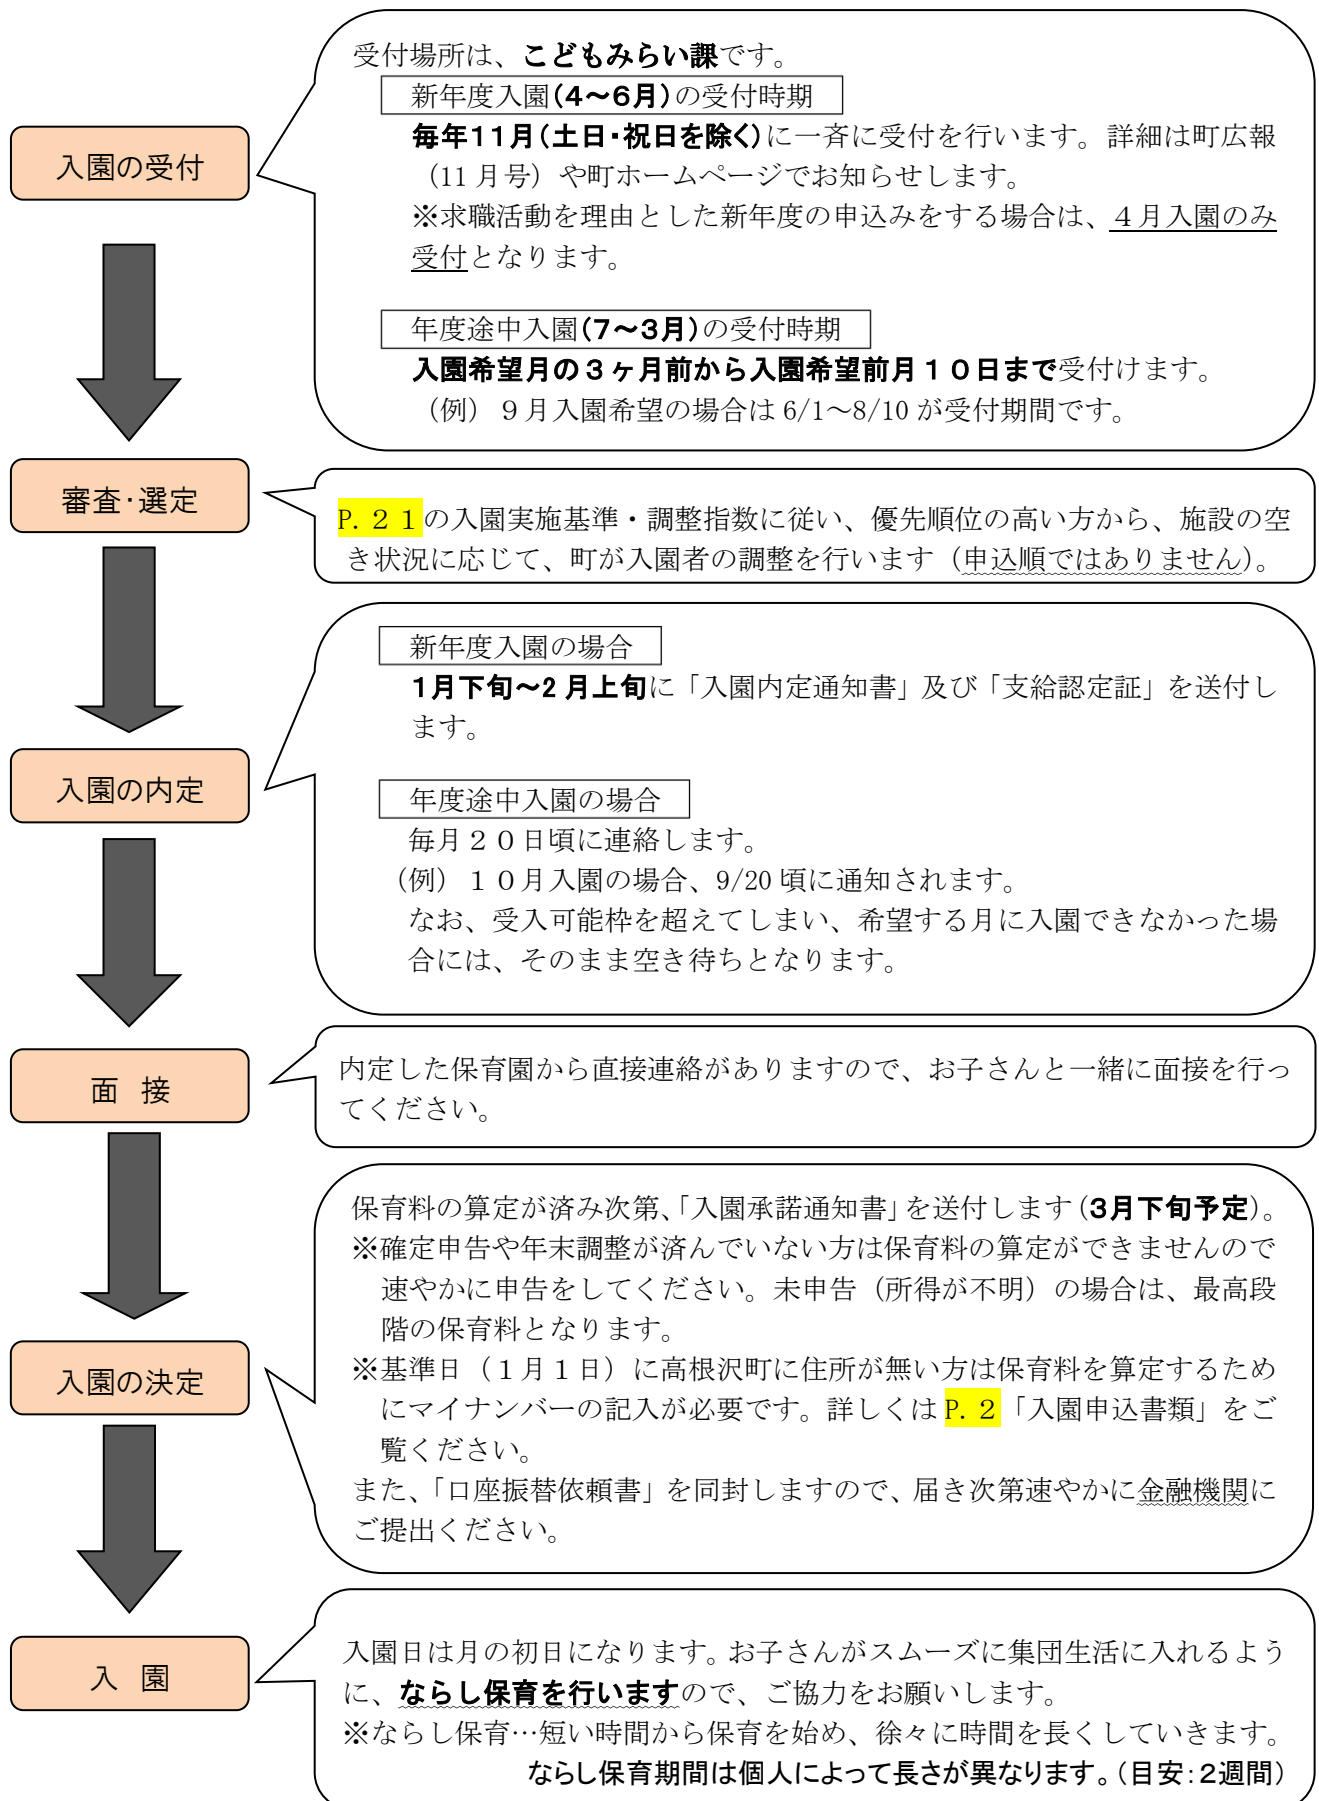 受付場所は、こどもみらい課です。
新年度入園(4～6月)の受付時期
入園の受付
毎年11月(土日・祝日を除く)に一斉に受付を行います。詳細は町広報
（11月号）や町ホームページでお知らせします。
※求職活動を理由とした新年度の申込みをする場合は、４月入園のみ
受付となります。
年度途中入園(7～3月)の受付時期
入園希望月の３ヶ月前から入園希望前月１０日まで受付けます。
（例）９月入園希望の場合は 6/1～8/10 が受付期間です。
審査・選定
P.２１の入園実施基準・調整指数に従い、優先順位の高い方から、施設の空
き状況に応じて、町が入園者の調整を行います（申込順ではありません）。
新年度入園の場合
1月下旬～2月上旬に「入園内定通知書」及び「支給認定証」を送付し
ます。
入園の内定
年度途中入園の場合
毎月２０日頃に連絡します。
（例）１０月入園の場合、9/20 頃に通知されます。
なお、受入可能枠を超えてしまい、希望する月に入園できなかった場
合には、そのまま空き待ちとなります。
面 接
内定した保育園から直接連絡がありますので、お子さんと一緒に面接を行っ
てください。
保育料の算定が済み次第、「入園承諾通知書」を送付します（3月下旬予定）。
※確定申告や年末調整が済んでいない方は保育料の算定ができませんので
速やかに申告をしてください。未申告（所得が不明）の場合は、最高段
階の保育料となります。
入園の決定
※基準日（１月１日）に高根沢町に住所が無い方は保育料を算定するため
にマイナンバーの記入が必要です。詳しくは P.２「入園申込書類」をご
覧ください。
また、「口座振替依頼書」を同封しますので、届き次第速やかに金融機関に
ご提出ください。
入 園
入園日は月の初日になります。お子さんがスムーズに集団生活に入れるよう
に、ならし保育を行いますので、ご協力をお願いします。
※ならし保育…短い時間から保育を始め、徐々に時間を長くしていきます。
ならし保育期間は個人によって長さが異なります。（目安：２週間）